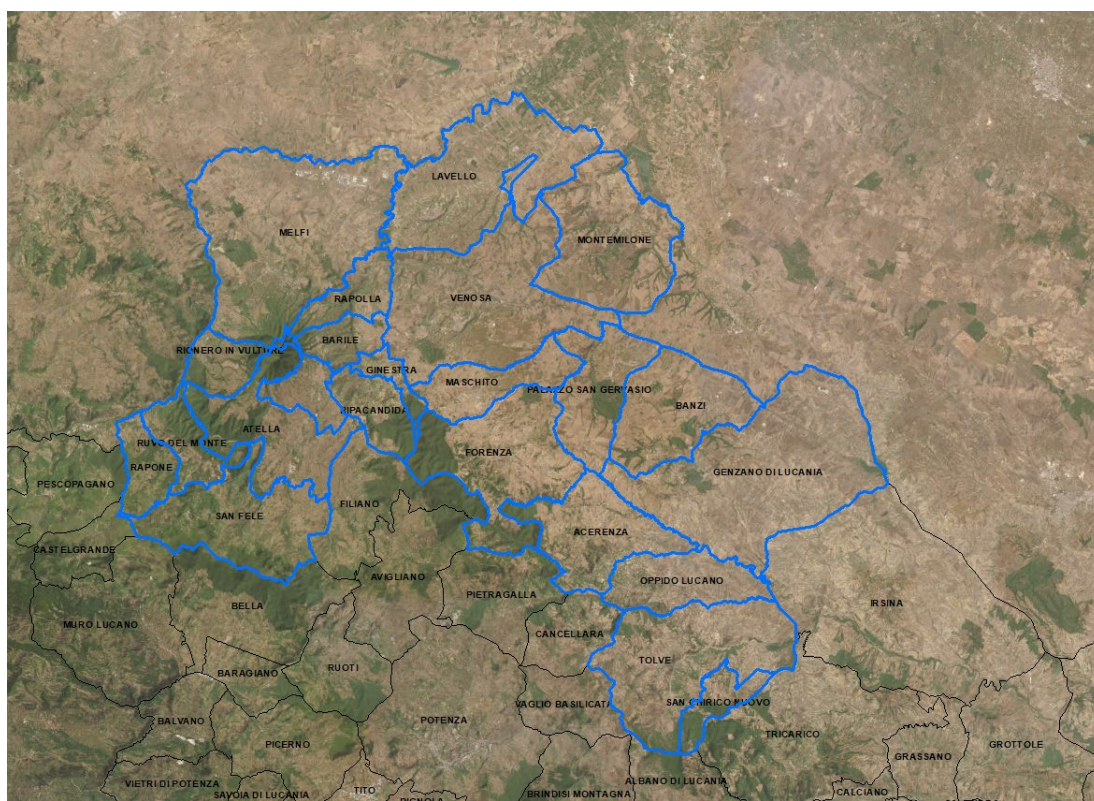 LAVELLO
MELFI
MONTEMILONE
RAPOLLA
VENOSA
BARILE
RIONERO IN VULTURE
GINESTRA
MASCHITO
PALAZZO SAN GERVASIO
BANZI
RIPACANDIDA
ATELLA
RUVO DEL MONTE
FORENZA
RAPONE
GENZANO DI LUCANIA
PESCOPAGANO
FILIANO
SAN FELE
ACERENZA
CASTELGRANDE
AVIGLIANO
OPPIDO LUCANO
PIETRAGALLA
IRSINA
BELLA
MURO LUCANO
CANCELLARA
TOLVE
RUOTI
BARAGIANO
SAN CHIRICO NUOVO
VAGLIO BASILICATA
BALVANO
POTENZA
TRICARICO
PICERNO
GROTTOLE
GRASSANO
ALBANO DI LUCANIA
VIETRI DI POTENZA
TITO
CALCIANO
SAVOIA DI LUCANIA
BRINDISI MONTAGNA
PIGNOLA